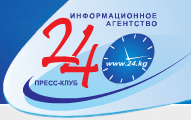 ИНФОРМАЦИОННОЕ
АГЕНТСТВО
24
www.24.kg
ПРЕСС-КЛУБ